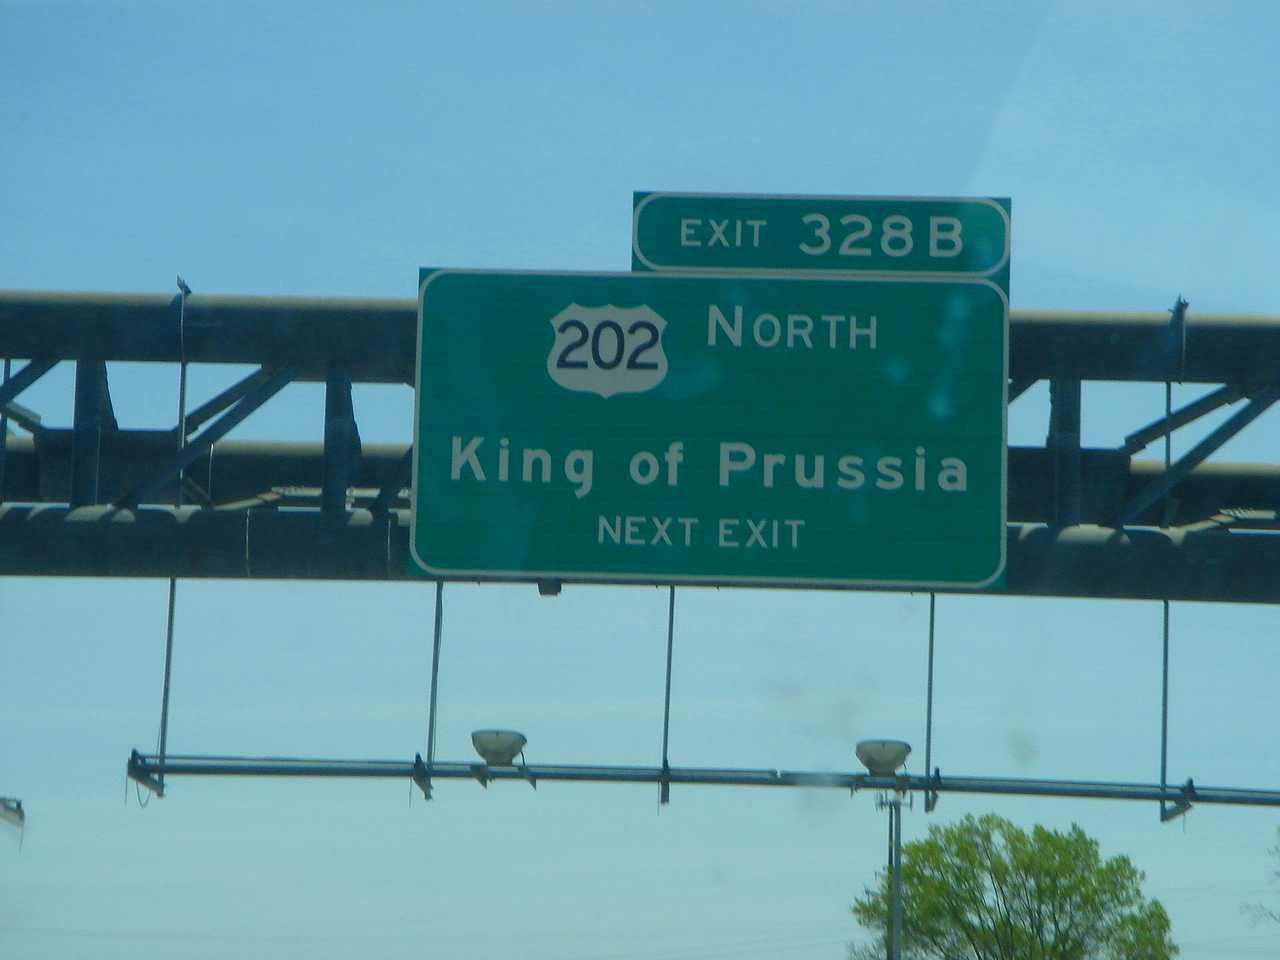 EXIT 328B
202 NORTH
King of Prussia
NEXT EXIT